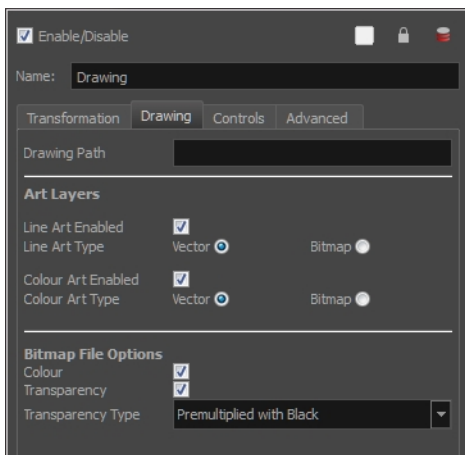 Enable/Disable
Name: Drawing
Transformation Drawing Controls Advanced
Drawing Path
Art Layers
Line Art Enabled
Line Art Type Vector Bitmap
Colour Art Enabled
Colour Art Type Vector Bitmap
Bitmap File Options
Colour
Transparency
Transparency Type Premultiplied with Black